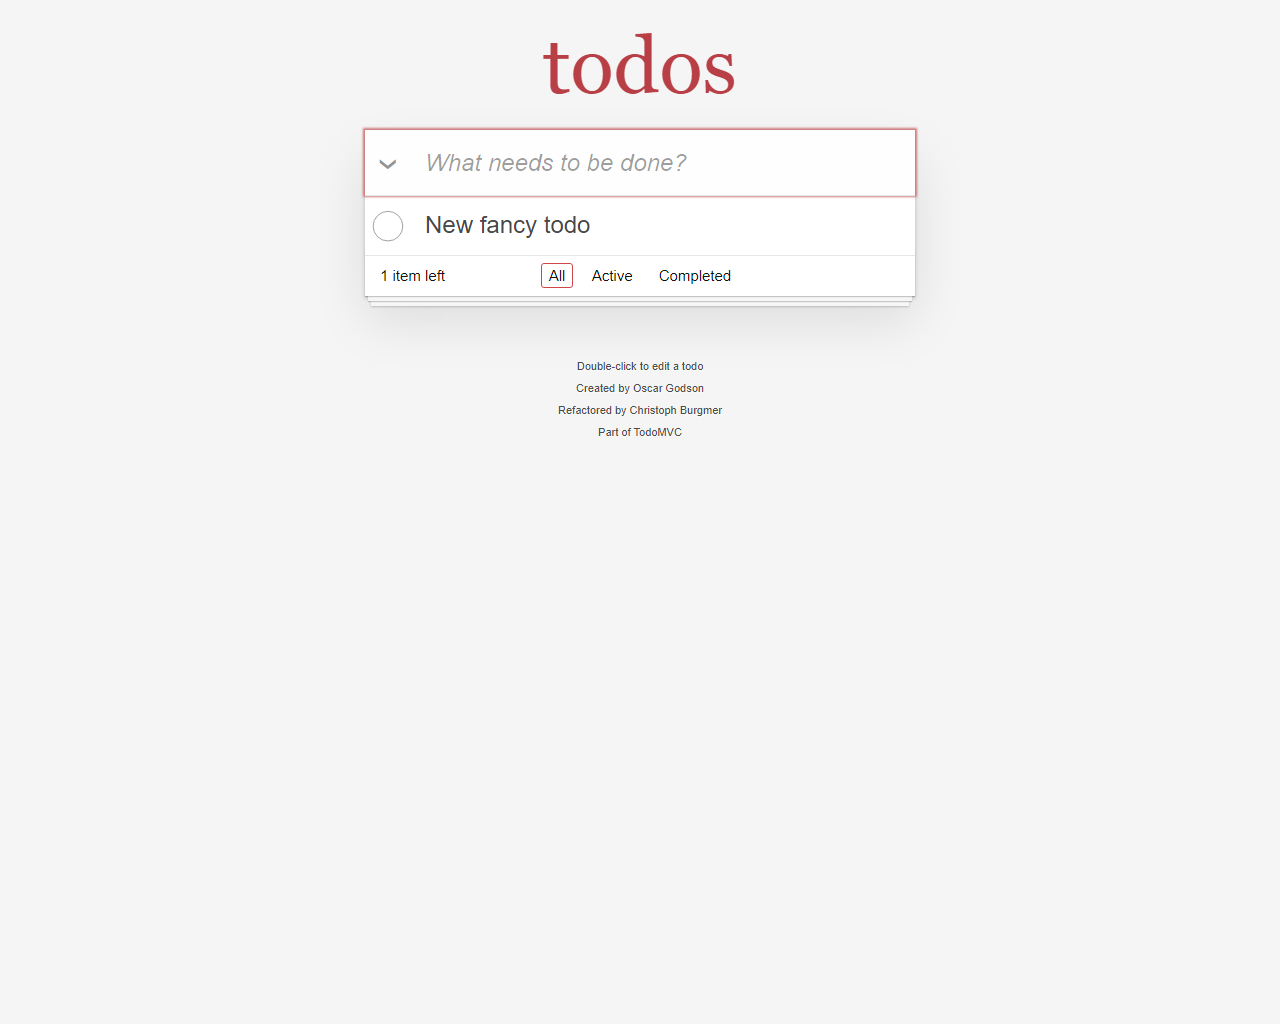 todos
What needs to be done?
New fancy todo
1 item left All Active Completed
Double-click to edit a todo
Created by Oscar Godson
Refactored by Christoph Burgmer
Part of TodoMVC